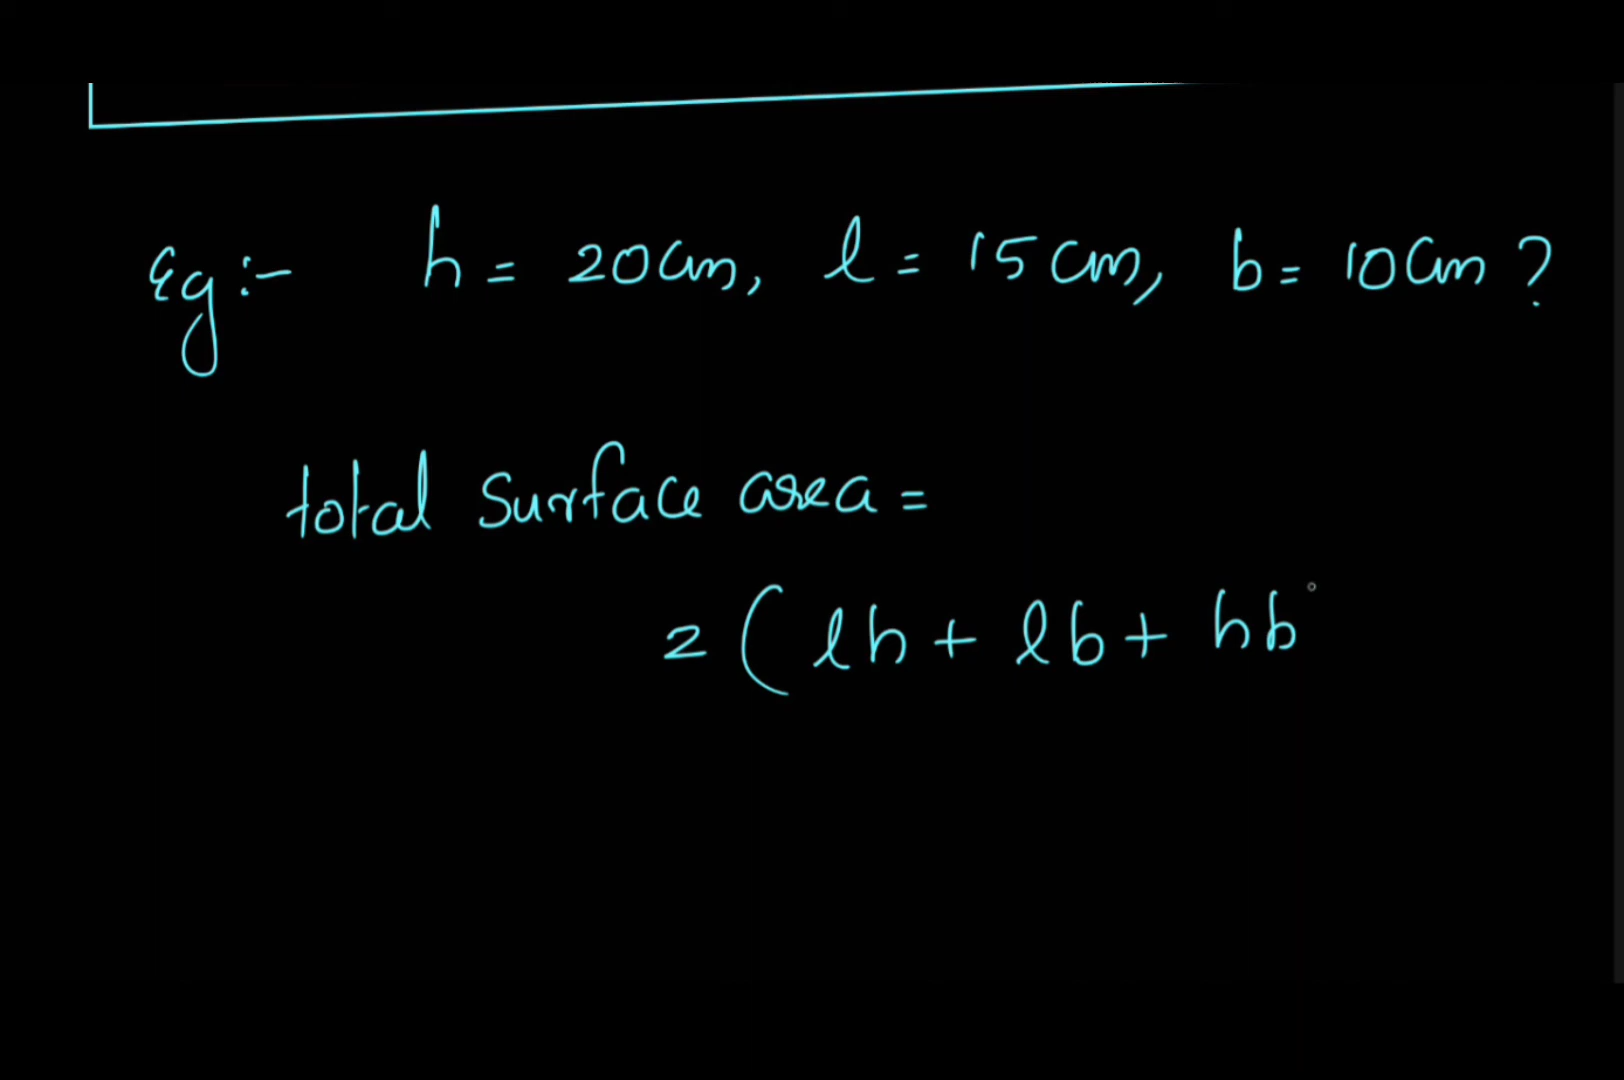 Eg:- h = 20cm, l = 15cm, b = 10cm ?
total surface area =
2 ( lh + lb + hb